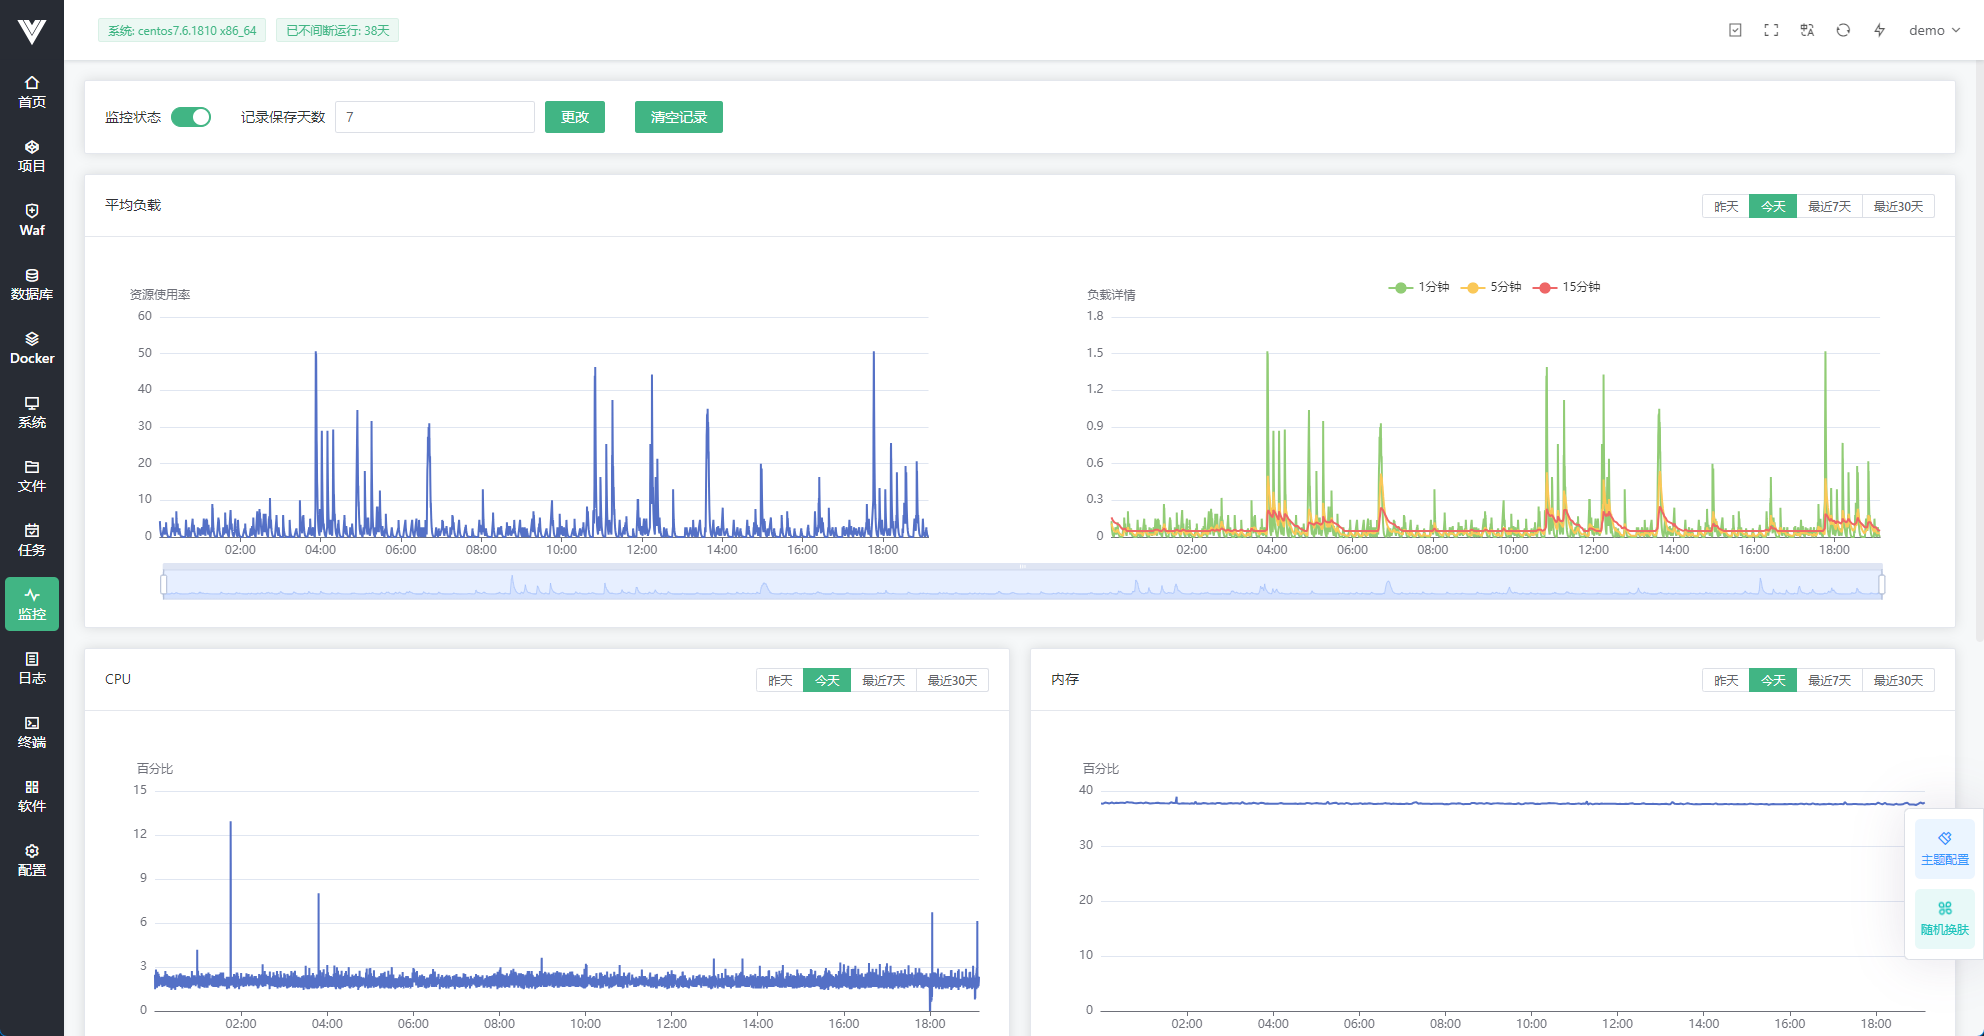 系统: centos7.6.1810 x86_64
已不间断运行: 38天
demo
首页
项目
Waf
数据库
Docker
系统
文件
任务
监控
日志
终端
软件
配置
监控状态
记录保存天数
7
更改
清空记录
平均负载
昨天 今天 最近7天 最近30天
资源使用率
60
50
40
30
20
10
0
02:00 04:00 06:00 08:00 10:00 12:00 14:00 16:00 18:00
负载详情
1分钟 5分钟 15分钟
1.8
1.5
1.2
0.9
0.6
0.3
0
02:00 04:00 06:00 08:00 10:00 12:00 14:00 16:00 18:00
CPU
昨天 今天 最近7天 最近30天
百分比
15
12
9
6
3
0
02:00 04:00 06:00 08:00 10:00 12:00 14:00 16:00 18:00
内存
昨天 今天 最近7天 最近30天
百分比
40
30
20
10
0
02:00 04:00 06:00 08:00 10:00 12:00 14:00 16:00 18:00
主题配置
随机换肤